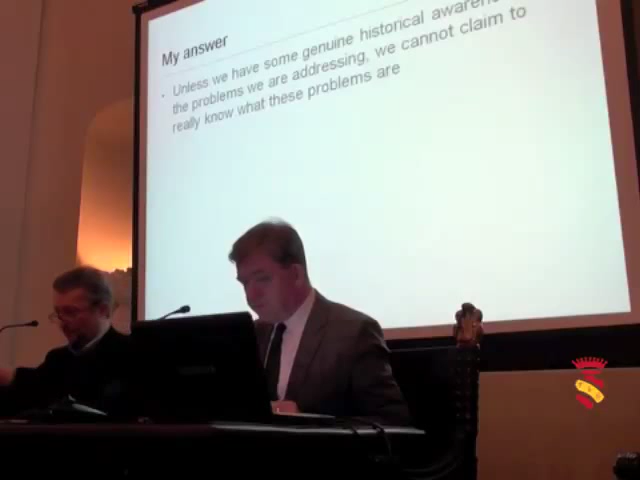 My answer
• Unless we have some genuine historical
the problems we are addressing, we cannot claim to
really know what these problems are